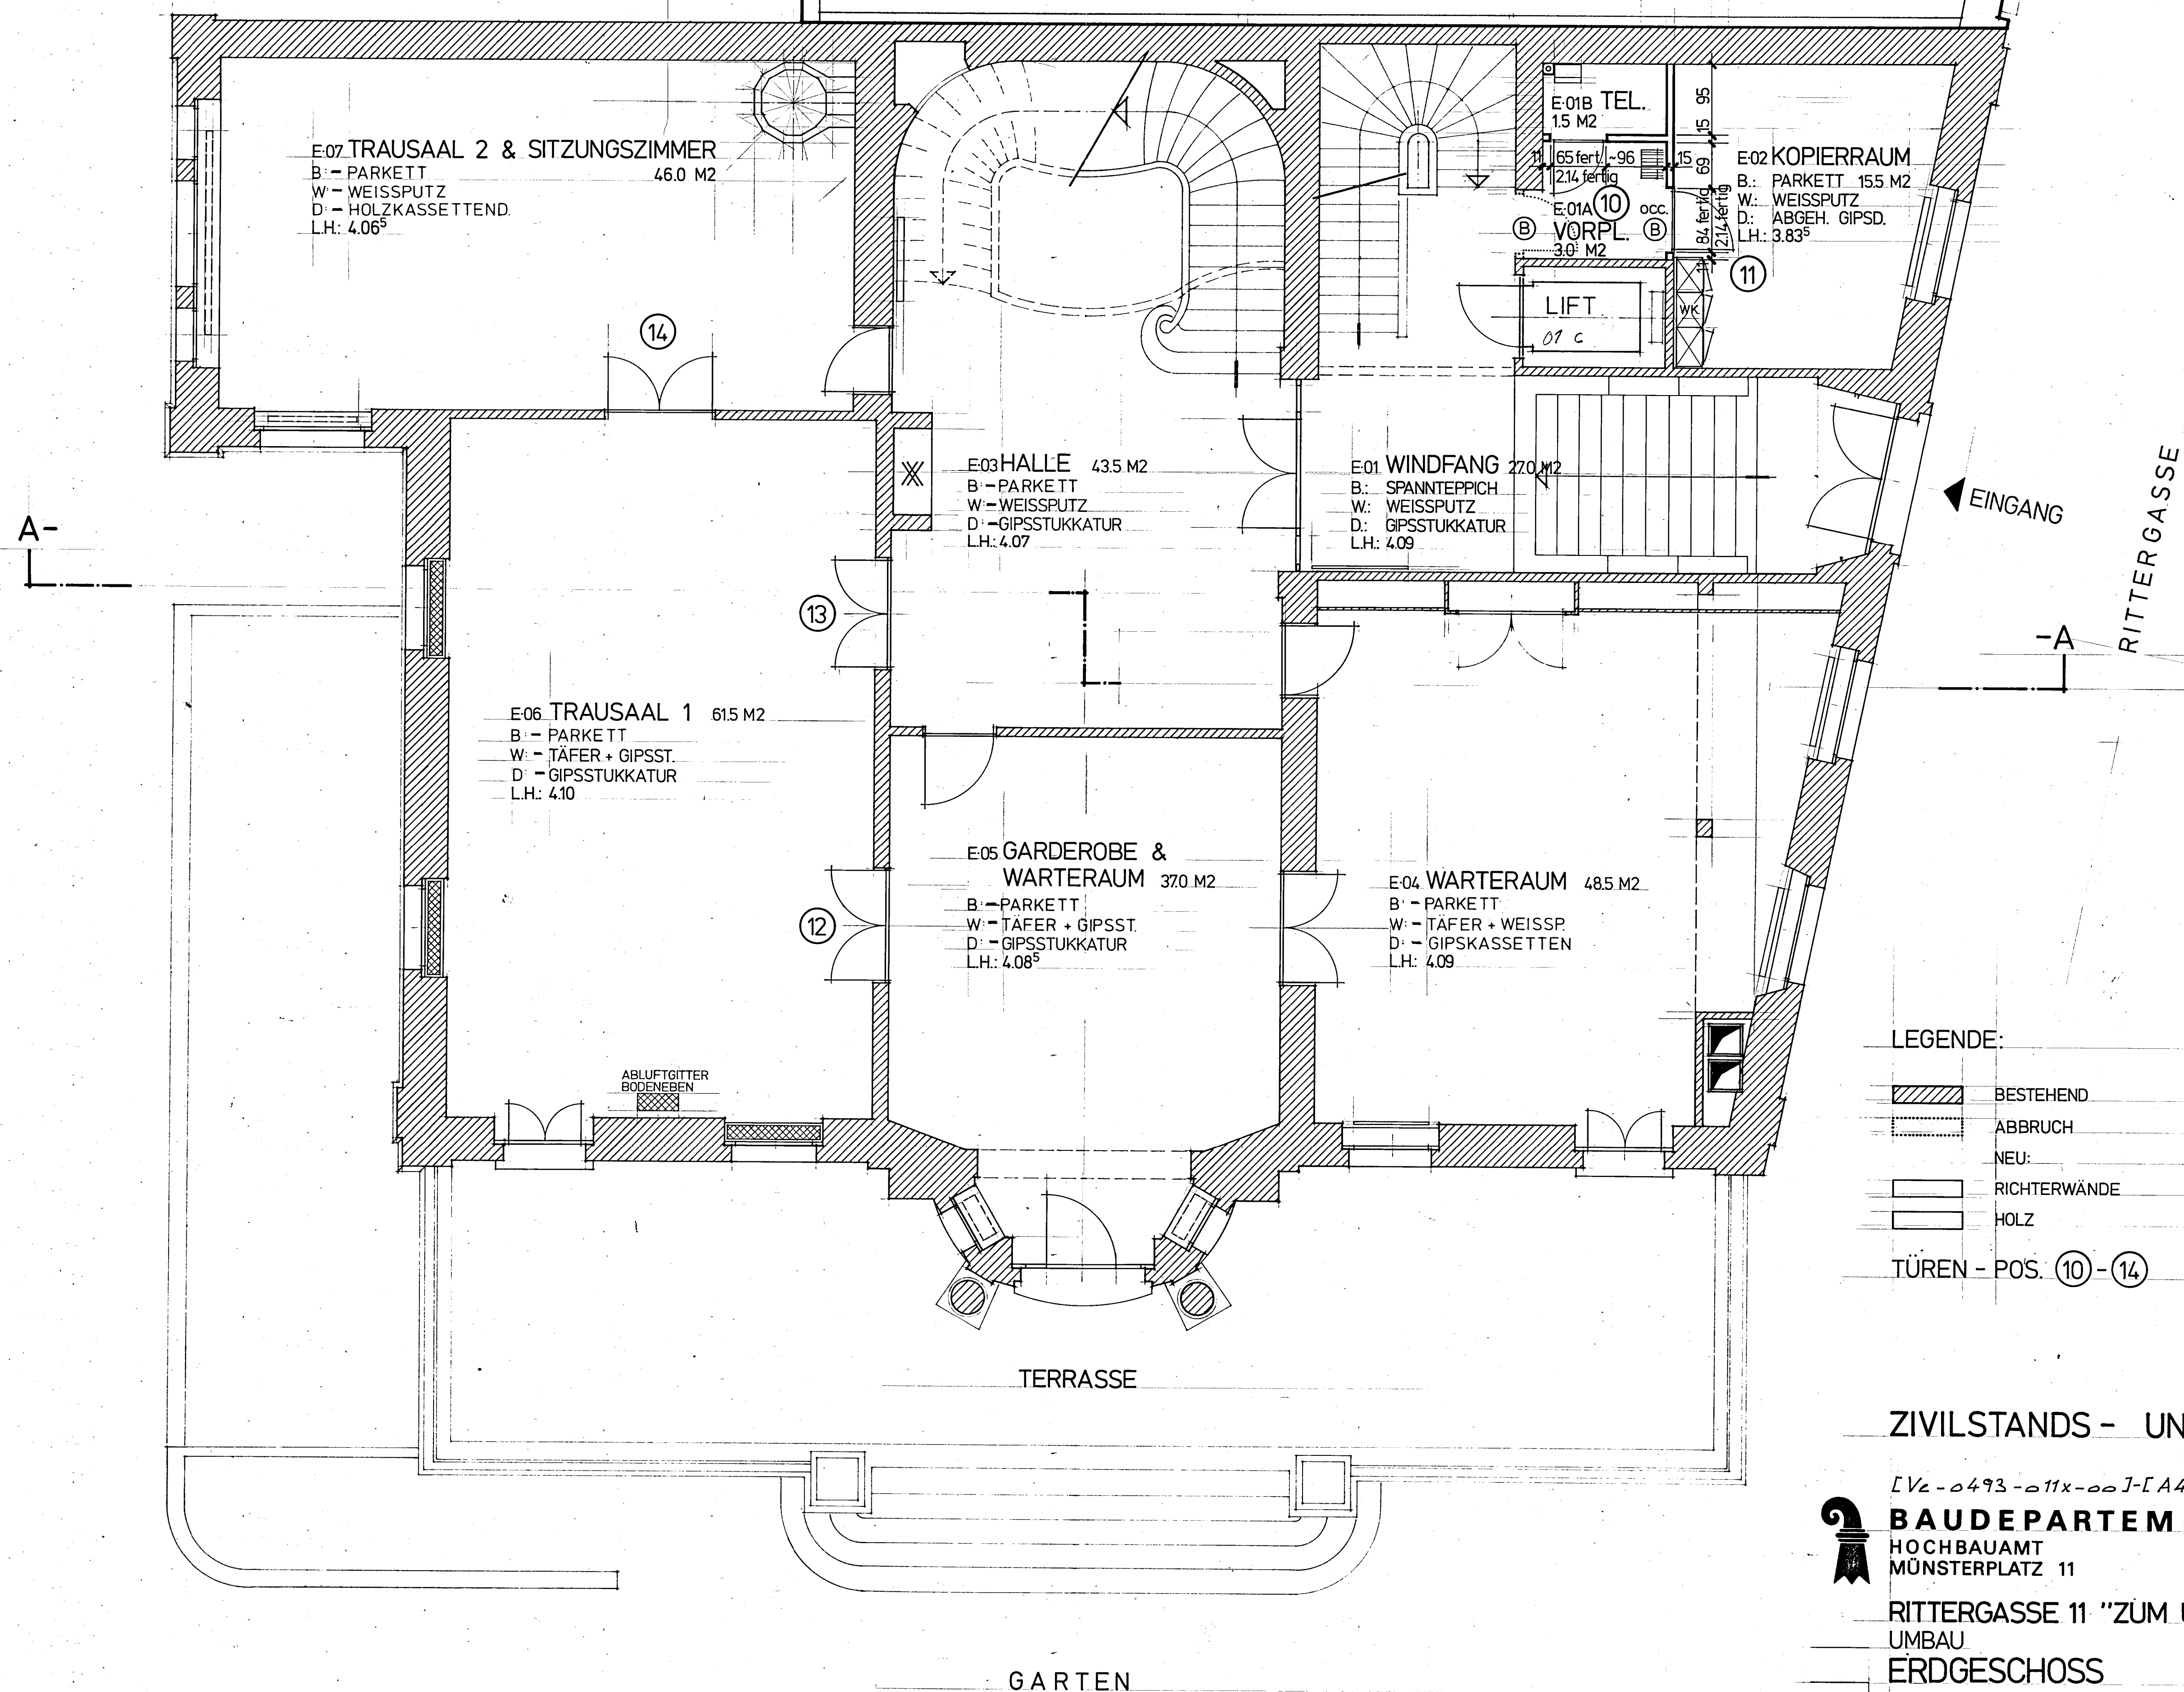 E·07 TRAUSAAL 2 & SITZUNGSZIMMER
B:- PARKETT 46.0 M2
W:- WEISSPUTZ
D:- HOLZKASSETTEND.
L.H.: 4.06⁵
14
E·01B TEL.
1.5 M2
95
15
11 65 fert. ~96 15
2.14 fertig
69
10
E·01A
VORPL.
3.0 M2
OCC.
B
B
84 fertig
2.14 fertig
11
E·02 KOPIERRAUM
B.: PARKETT 15.5 M2
W.: WEISSPUTZ
D.: ABGEH. GIPSD.
L.H.: 3.83⁵
11
LIFT
01 C
WK
E·03 HALLE 43.5 M2
B:- PARKETT
W:- WEISSPUTZ
D:- GIPSSTUKKATUR
L.H.: 4.07
E·01 WINDFANG 27.0 M2
B.: SPANNTEPPICH
W.: WEISSPUTZ
D.: GIPSSTUKKATUR
L.H.: 4.09
EINGANG
RITTERGASSE
A-
-A
13
E·06 TRAUSAAL 1 61.5 M2
B:- PARKETT
W:- TÄFER + GIPSST.
D:- GIPSSTUKKATUR
L.H.: 4.10
12
E·05 GARDEROBE &
WARTERAUM 37.0 M2
B:- PARKETT
W:- TÄFER + GIPSST.
D:- GIPSSTUKKATUR
L.H.: 4.08⁵
E·04 WARTERAUM 48.5 M2
B:- PARKETT
W:- TÄFER + WEISSP.
D:- GIPSKASSETTEN
L.H.: 4.09
ABLUFTGITTER
BODENEBEN
LEGENDE:
BESTEHEND
ABBRUCH
NEU:
RICHTERWÄNDE
HOLZ
TÜREN - POS. 10 - 14
TERRASSE
GARTEN
ZIVILSTANDS - UN
[Ve-0493-011x-00]-[A4
BAUDEPARTEM
HOCHBAUAMT
MÜNSTERPLATZ 11
RITTERGASSE 11 "ZUM
UMBAU
ERDGESCHOSS